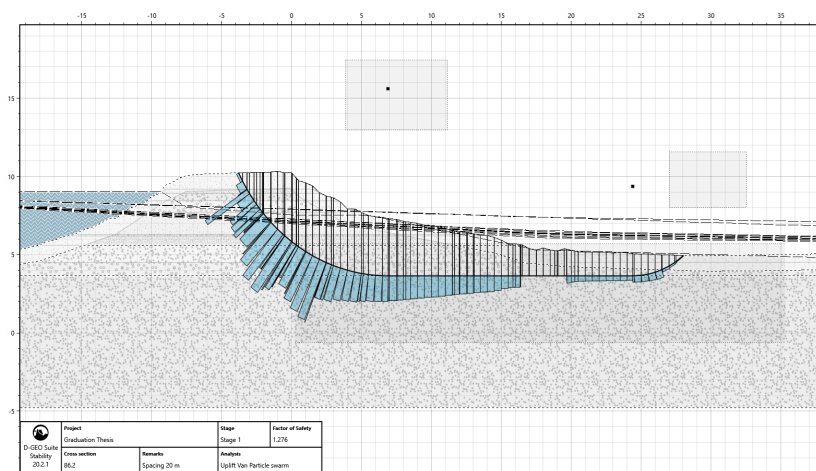 -15 -10 -5 0 5 10 15 20 25 30 35
15
10
5
0
-5
D-GEO Suite
Stability
20.2.1
Project
Graduation Thesis
Stage
Stage 1
Factor of Safety
1.276
Cross section
86.2
Remarks
Spacing 20 m
Analysis
Uplift Van Particle swarm